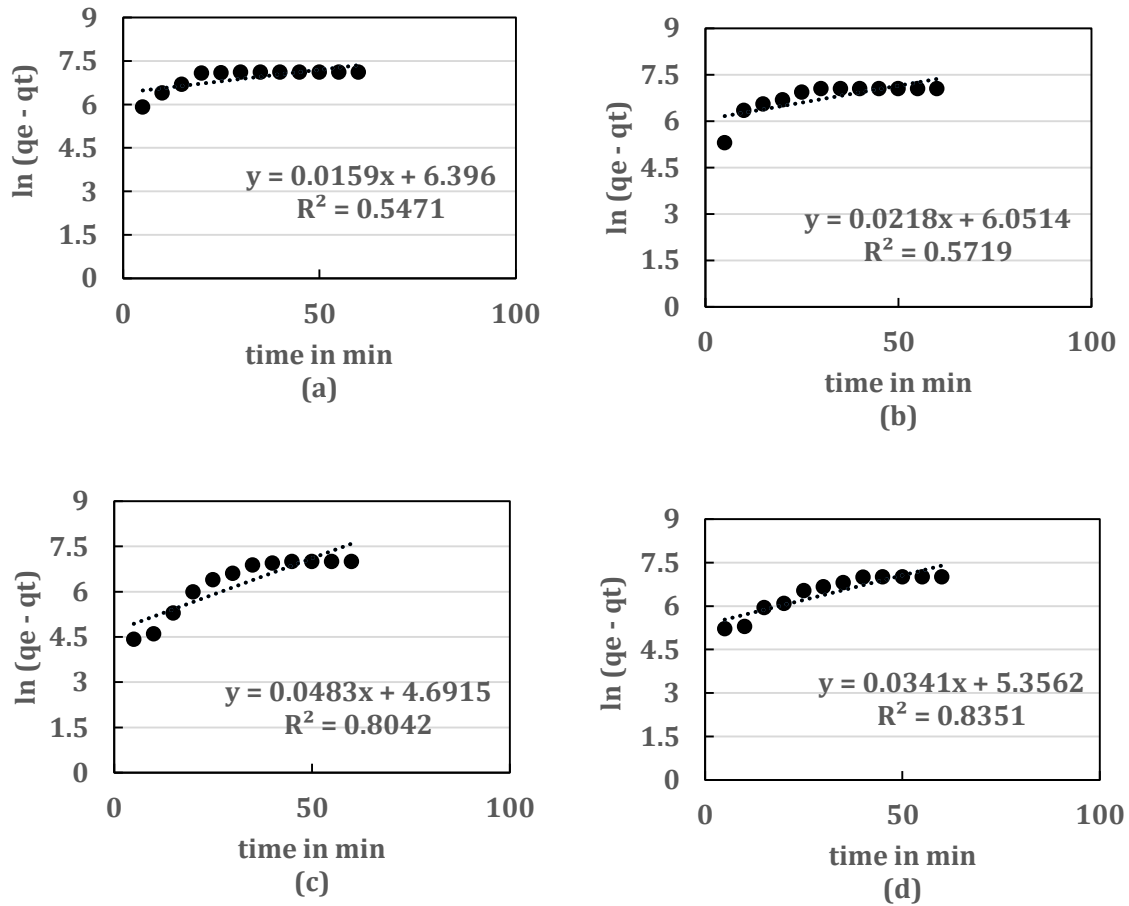 9
7.5
6
4.5
3
1.5
0
ln (qe - qt)
y = 0.0159x + 6.396
R² = 0.5471
0
50
100
time in min
(a)
9
7.5
6
4.5
3
1.5
0
ln (qe - qt)
y = 0.0218x + 6.0514
R² = 0.5719
0
50
100
time in min
(b)
9
7.5
6
4.5
3
1.5
0
ln (qe - qt)
y = 0.0483x + 4.6915
R² = 0.8042
0
50
100
time in min
(c)
9
7.5
6
4.5
3
1.5
0
ln (qe - qt)
y = 0.0341x + 5.3562
R² = 0.8351
0
50
100
time in min
(d)